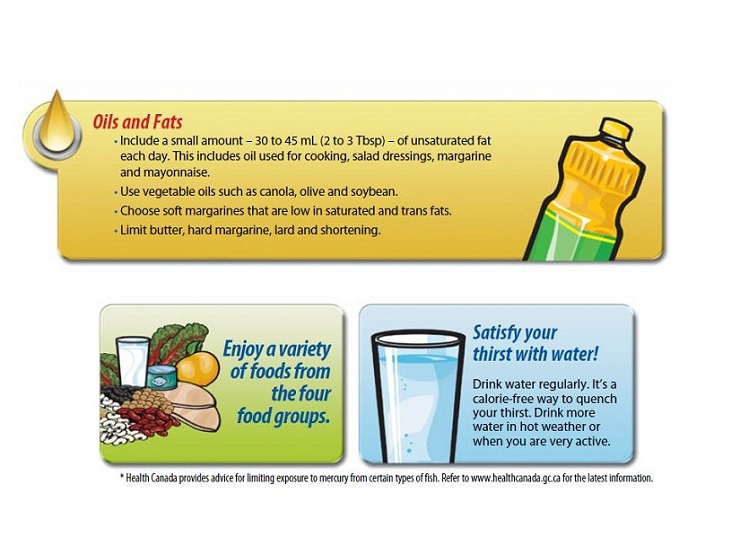 Oils and Fats
• Include a small amount – 30 to 45 mL (2 to 3 Tbsp) – of unsaturated fat
each day. This includes oil used for cooking, salad dressings, margarine
and mayonnaise.
• Use vegetable oils such as canola, olive and soybean.
• Choose soft margarines that are low in saturated and trans fats.
• Limit butter, hard margarine, lard and shortening.
Enjoy a variety
of foods from
the four
food groups.
Satisfy your
thirst with water!
Drink water regularly. It’s a
calorie-free way to quench
your thirst. Drink more
water in hot weather or
when you are very active.
* Health Canada provides advice for limiting exposure to mercury from certain types of fish. Refer to www.healthcanada.gc.ca for the latest information.